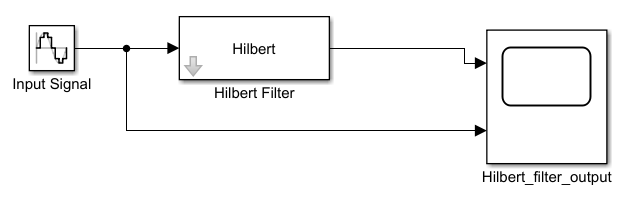 Hilbert
Input Signal
Hilbert Filter
Hilbert_filter_output